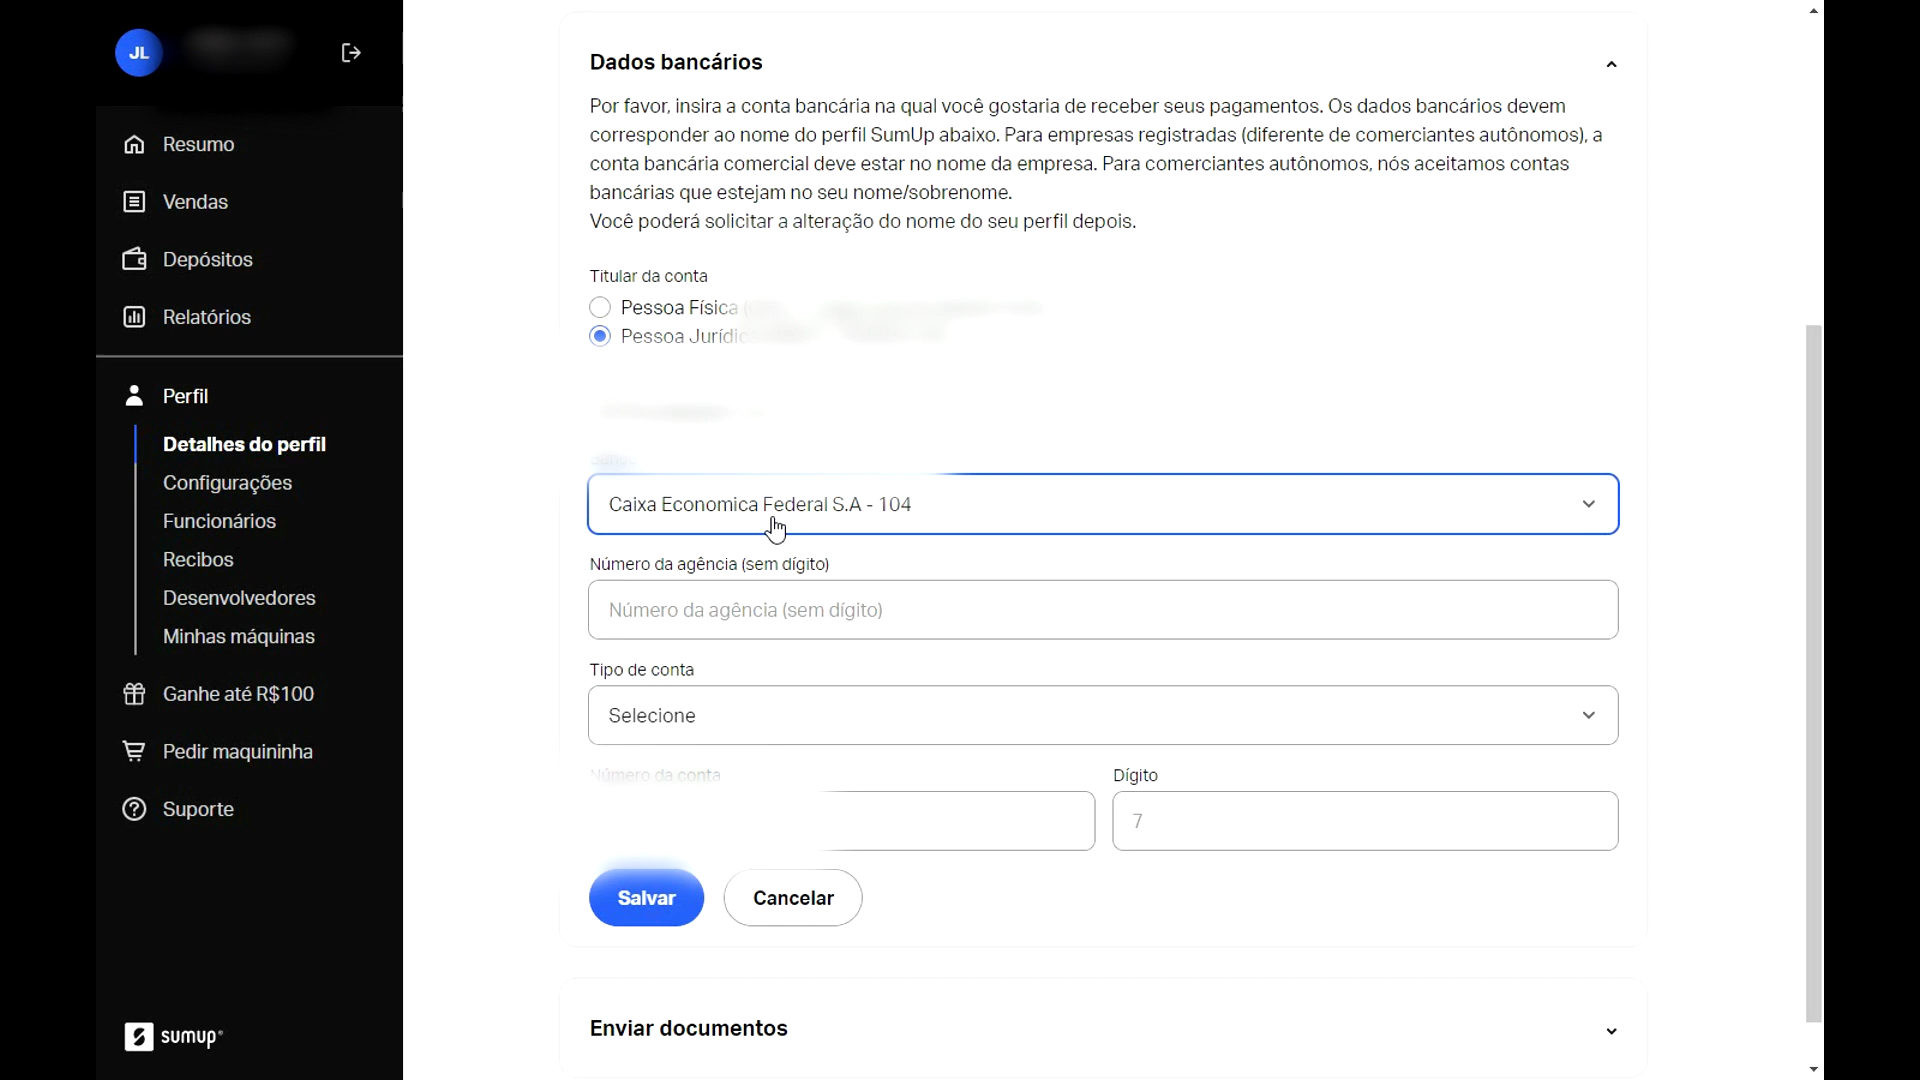 JL
Resumo
Vendas
Depósitos
Relatórios
Perfil
Detalhes do perfil
Configurações
Funcionários
Recibos
Desenvolvedores
Minhas máquinas
Ganhe até R$100
Pedir maquininha
Suporte
sumup®
Dados bancários
Por favor, insira a conta bancária na qual você gostaria de receber seus pagamentos. Os dados bancários devem
corresponder ao nome do perfil SumUp abaixo. Para empresas registradas (diferente de comerciantes autônomos), a
conta bancária comercial deve estar no nome da empresa. Para comerciantes autônomos, nós aceitamos contas
bancárias que estejam no seu nome/sobrenome.
Você poderá solicitar a alteração do nome do seu perfil depois.
Titular da conta
Pessoa Física
Pessoa Jurídic
Banco
Caixa Economica Federal S.A - 104
Número da agência (sem dígito)
Número da agência (sem dígito)
Tipo de conta
Selecione
Número da conta
Dígito
7
Salvar
Cancelar
Enviar documentos